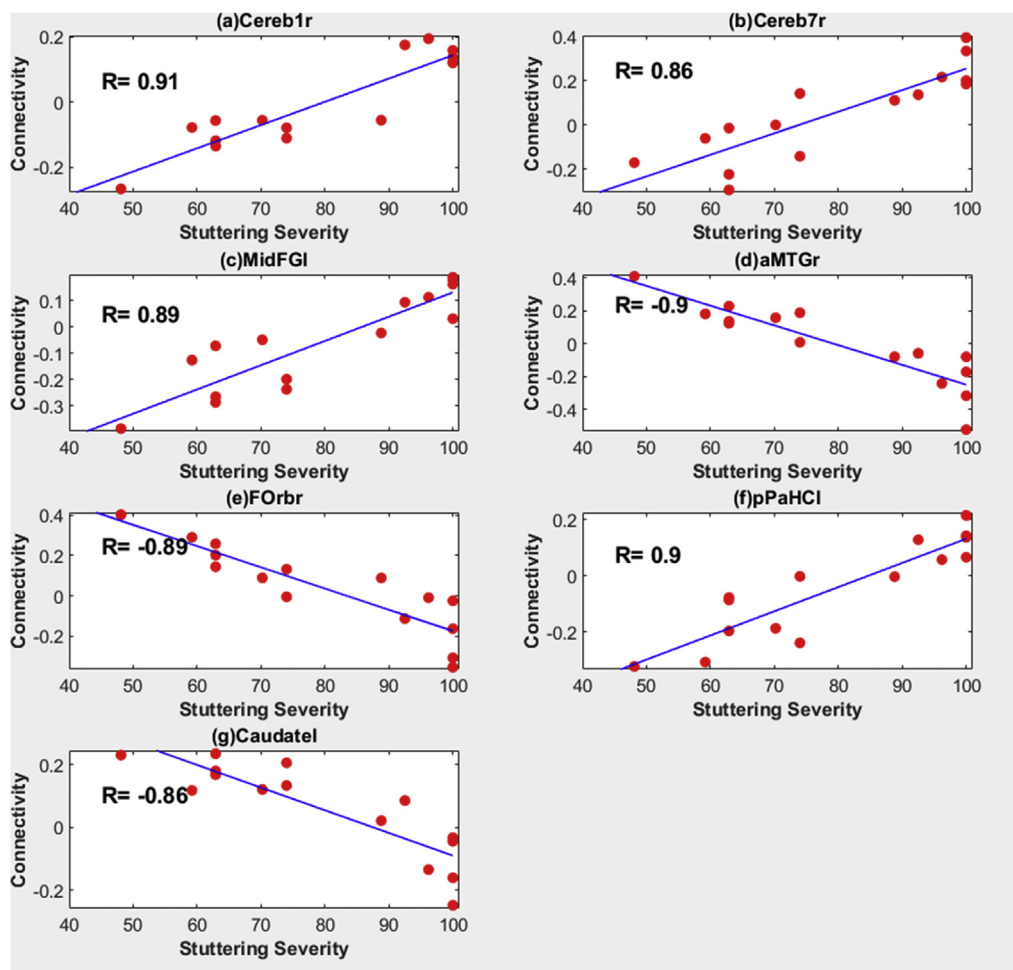 (a)Cereb1r
R= 0.91
0.2
0
-0.2
Connectivity
40 50 60 70 80 90 100
Stuttering Severity
(b)Cereb7r
R= 0.86
0.4
0.2
0
-0.2
Connectivity
40 50 60 70 80 90 100
Stuttering Severity
(c)MidFGl
R= 0.89
0.1
0
-0.1
-0.2
-0.3
Connectivity
40 50 60 70 80 90 100
Stuttering Severity
(d)aMTGr
R= -0.9
0.4
0.2
0
-0.2
-0.4
Connectivity
40 50 60 70 80 90 100
Stuttering Severity
(e)FOrbr
R= -0.89
0.4
0.2
0
-0.2
Connectivity
40 50 60 70 80 90 100
Stuttering Severity
(f)pPaHCl
R= 0.9
0.2
0
-0.2
Connectivity
40 50 60 70 80 90 100
Stuttering Severity
(g)Caudatel
R= -0.86
0.2
0
-0.2
Connectivity
40 50 60 70 80 90 100
Stuttering Severity